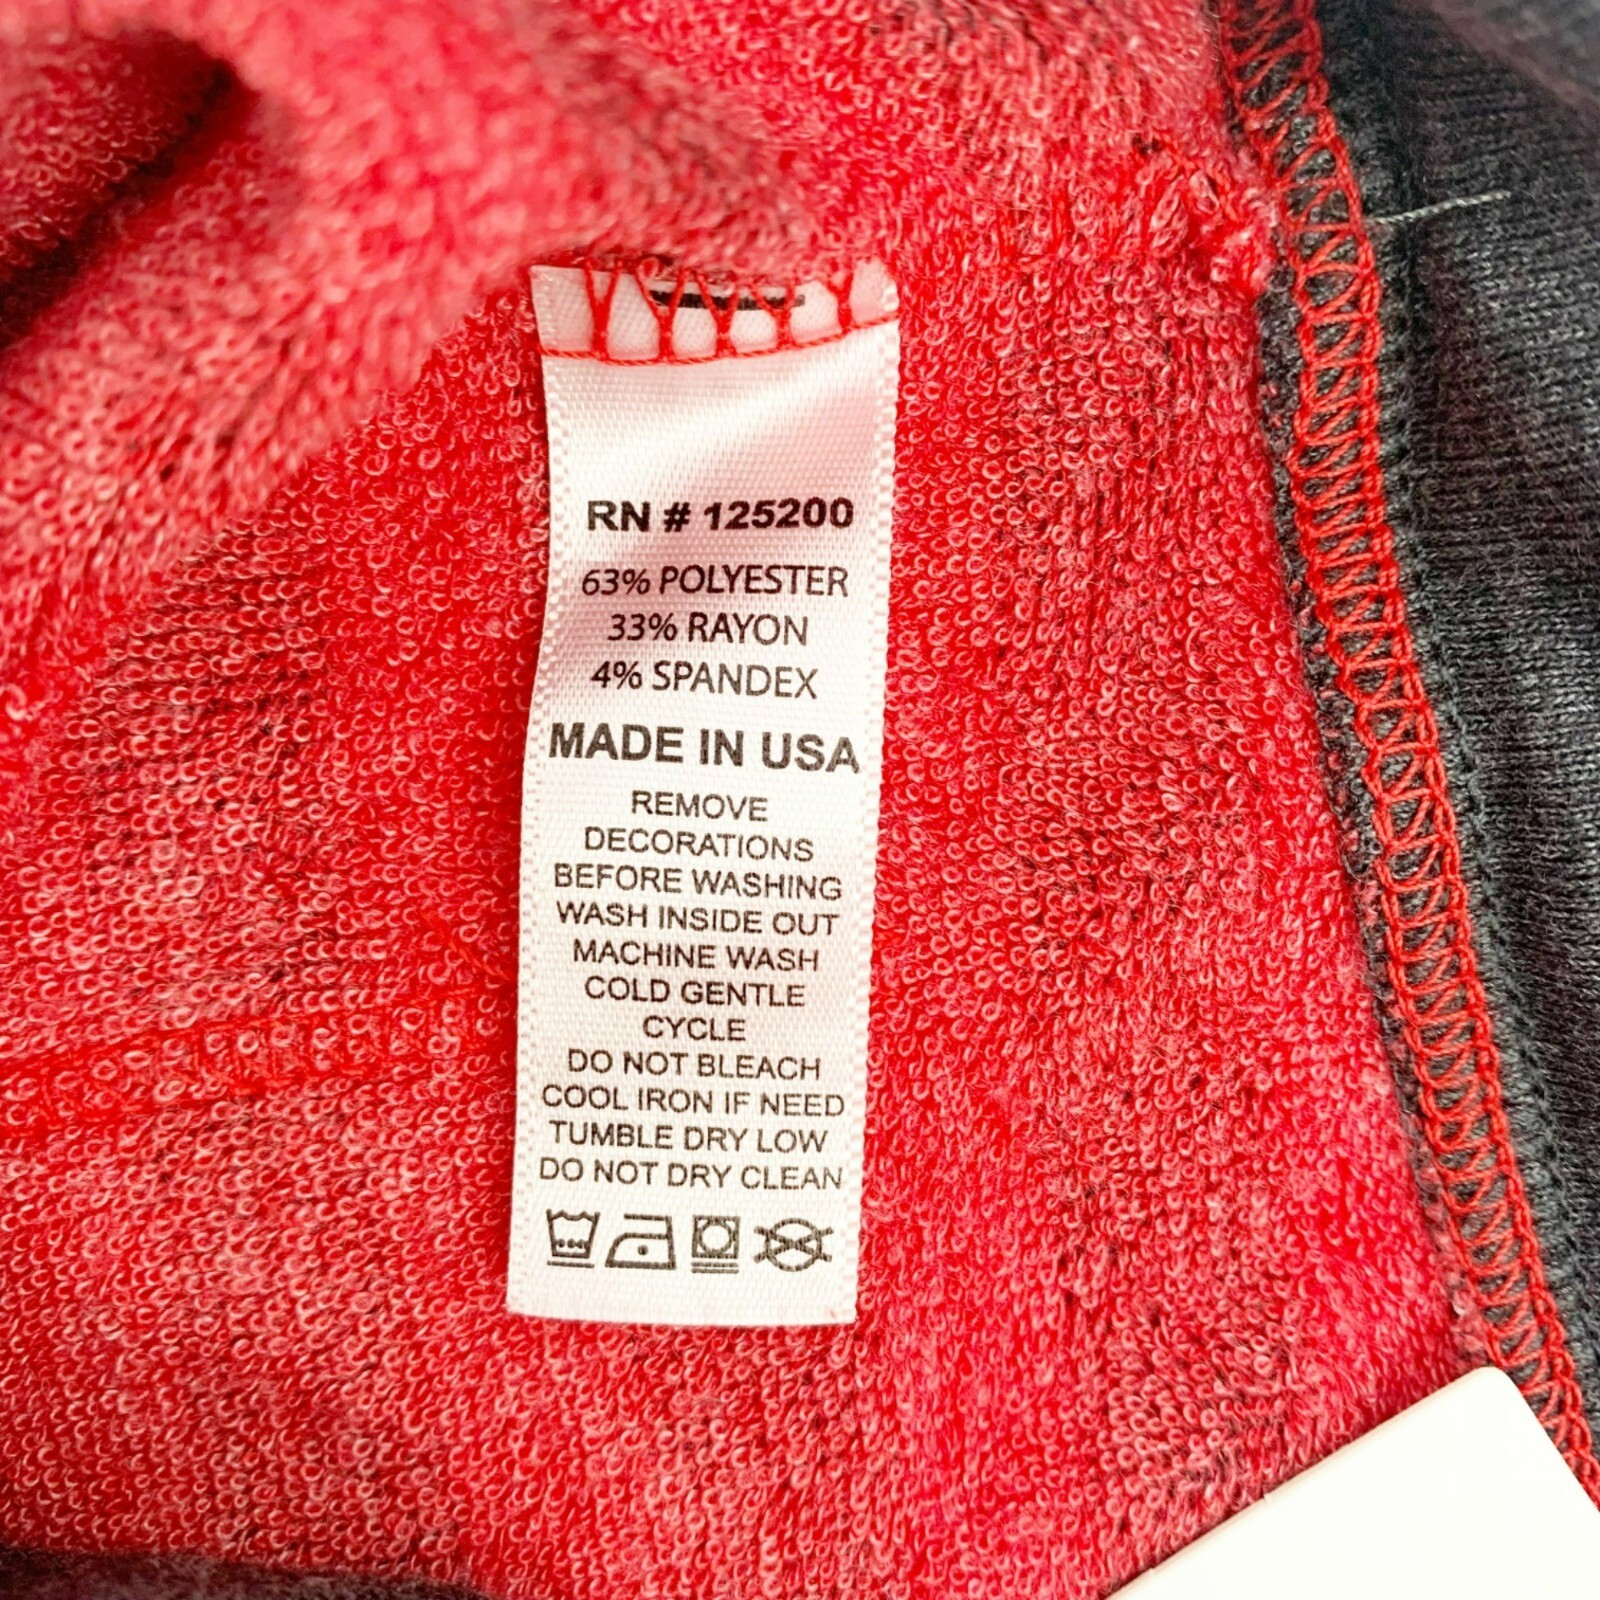 RN # 125200
63% POLYESTER
33% RAYON
4% SPANDEX
MADE IN USA
REMOVE
DECORATIONS
BEFORE WASHING
WASH INSIDE OUT
MACHINE WASH
COLD GENTLE
CYCLE
DO NOT BLEACH
COOL IRON IF NEED
TUMBLE DRY LOW
DO NOT DRY CLEAN